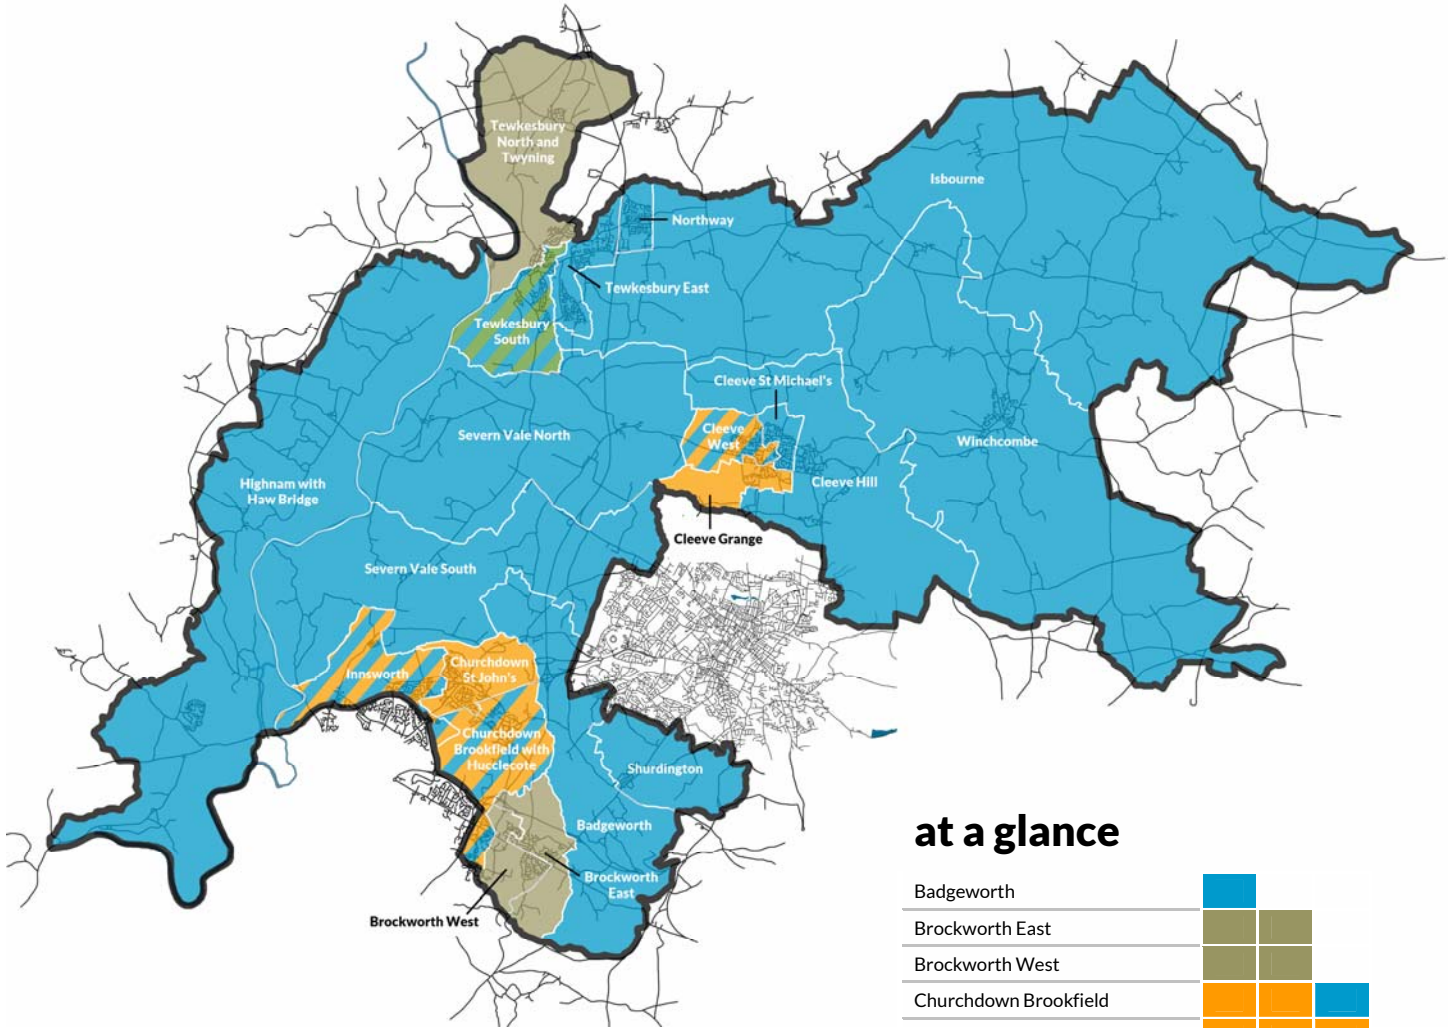 Tewkesbury
North and
Twyning
Isbourne
Northway
Tewkesbury East
Tewkesbury
South
Cleeve St Michael's
Cleeve
West
Severn Vale North
Winchcombe
Highnam with
Haw Bridge
Cleeve Hill
Cleeve Grange
Severn Vale South
Innsworth
Churchdown
St John's
Churchdown
Brookfield with
Hucclecote
Shurdington
Badgeworth
Brockworth
East
Brockworth West
at a glance
Badgeworth
Brockworth East
Brockworth West
Churchdown Brookfield